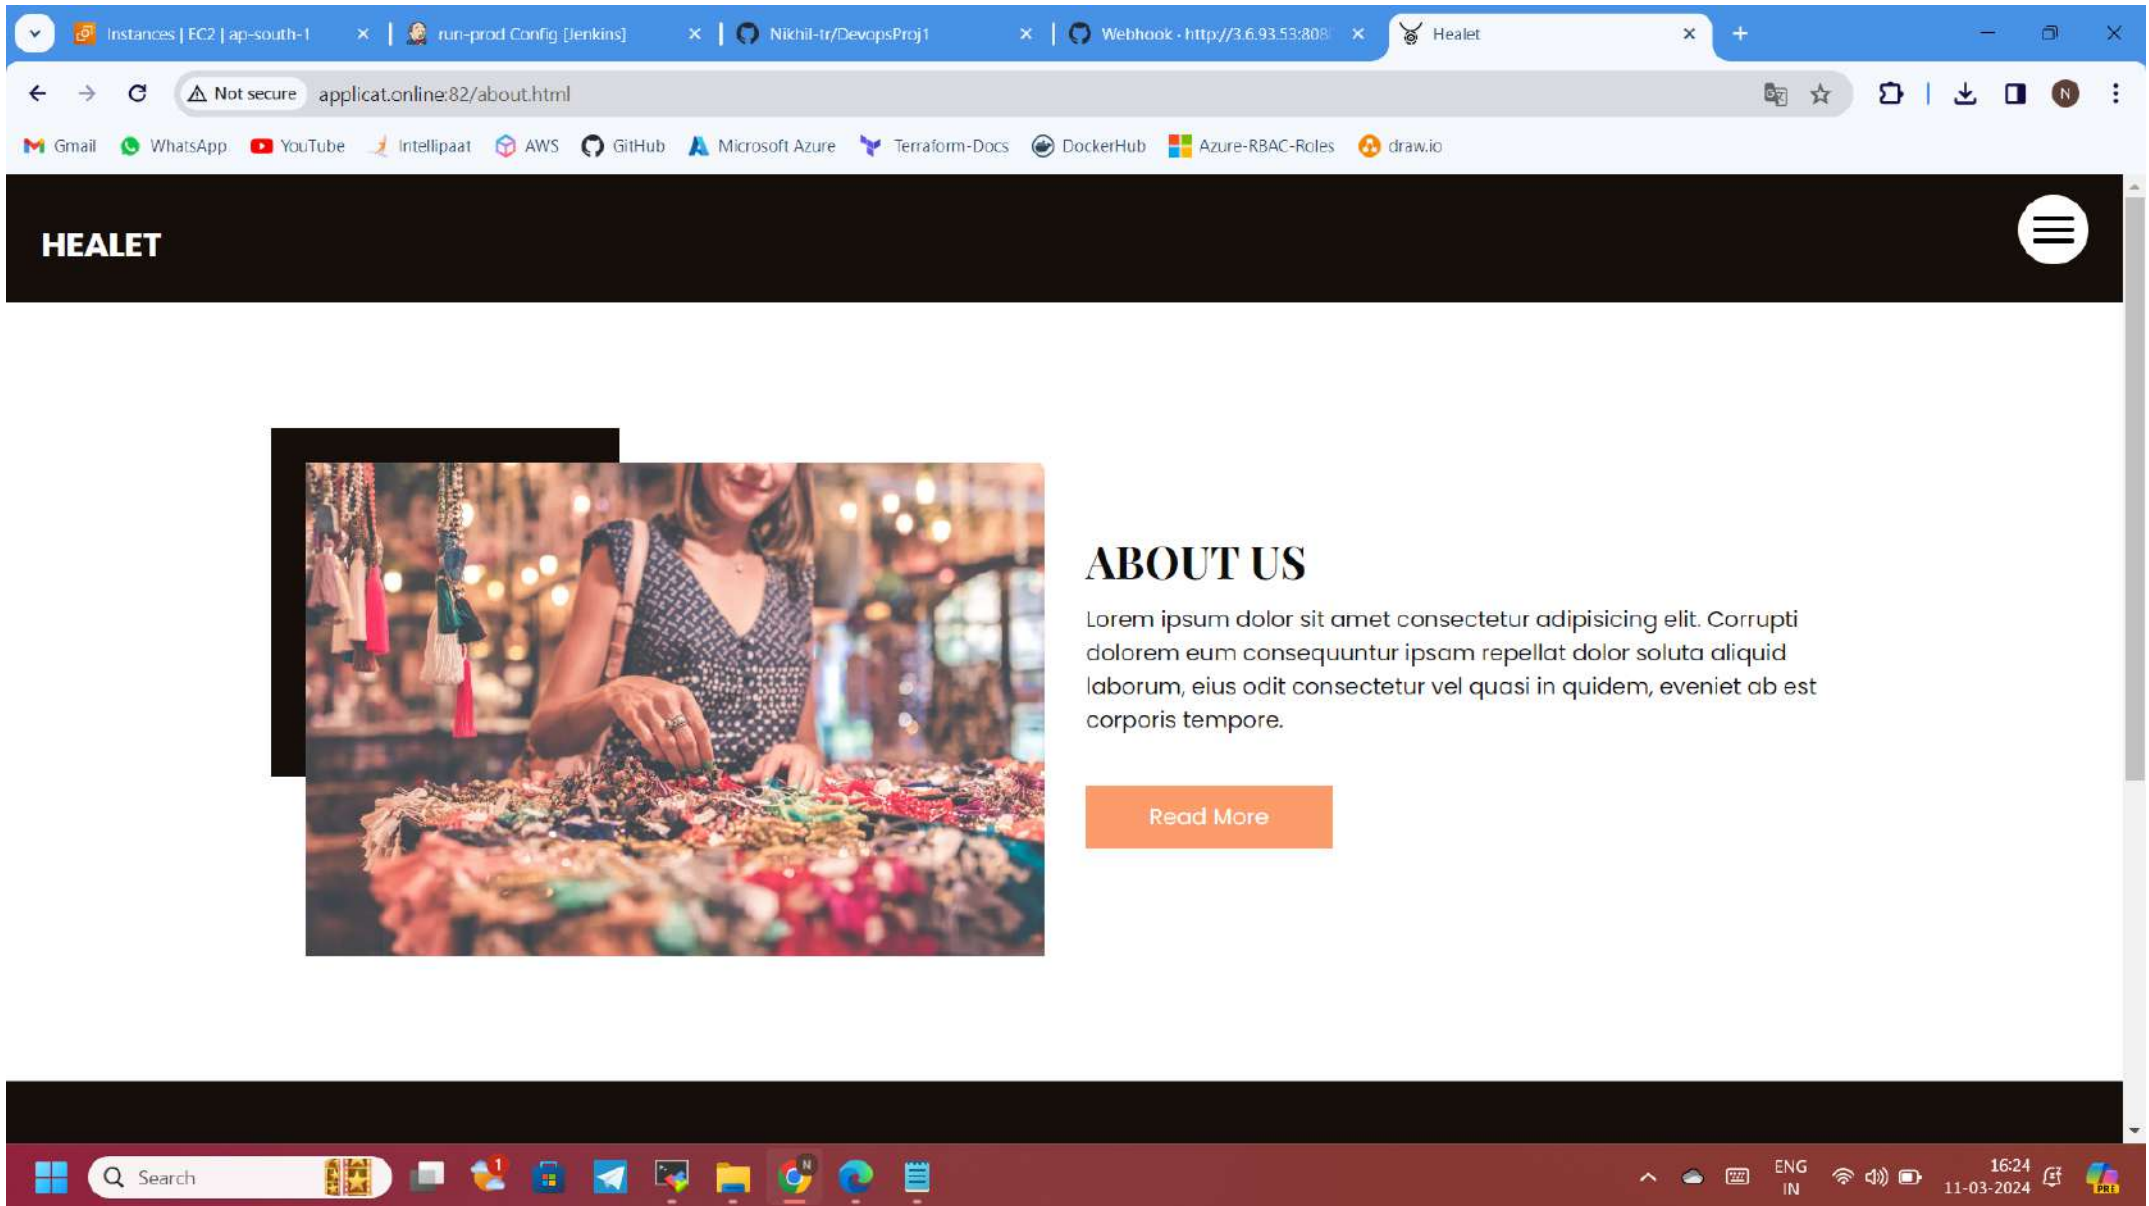 Instances | EC2 | ap-south-1
run-prod Config [Jenkins]
Nikhil-tr/DevopsProj1
Webhook · http://3.6.93.53:808
Healet
Not secure
applicat.online:82/about.html
N
Gmail
WhatsApp
YouTube
Intellipaat
AWS
GitHub
Microsoft Azure
Terraform-Docs
DockerHub
Azure-RBAC-Roles
draw.io
HEALET
ABOUT US
Lorem ipsum dolor sit amet consectetur adipisicing elit. Corrupti
dolorem eum consequuntur ipsam repellat dolor soluta aliquid
laborum, eius odit consectetur vel quasi in quidem, eveniet ab est
corporis tempore.
Read More
Search
1
N
ENG
IN
16:24
11-03-2024
PRE